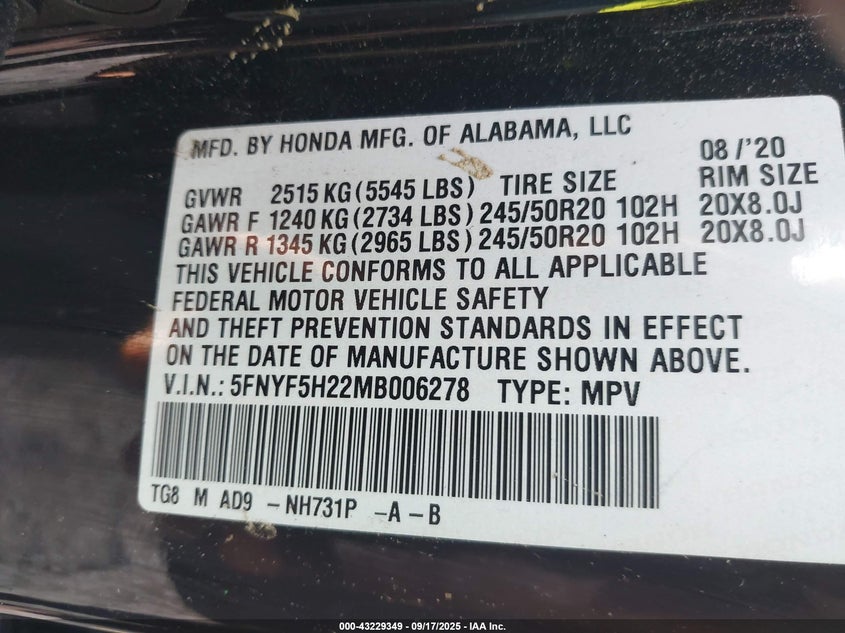 MFD. BY HONDA MFG. OF ALABAMA, LLC 08/'20
GVWR 2515 KG (5545 LBS) TIRE SIZE RIM SIZE
GAWR F 1240 KG (2734 LBS) 245/50R20 102H 20X8.0J
GAWR R 1345 KG (2965 LBS) 245/50R20 102H 20X8.0J
THIS VEHICLE CONFORMS TO ALL APPLICABLE
FEDERAL MOTOR VEHICLE SAFETY
AND THEFT PREVENTION STANDARDS IN EFFECT
ON THE DATE OF MANUFACTURE SHOWN ABOVE.
V.I.N.: 5FNYF5H22MB006278 TYPE: MPV
TG8 M AD9 -NH731P -A-B
000-43229349 | 09/17/2025 | IAA Inc.